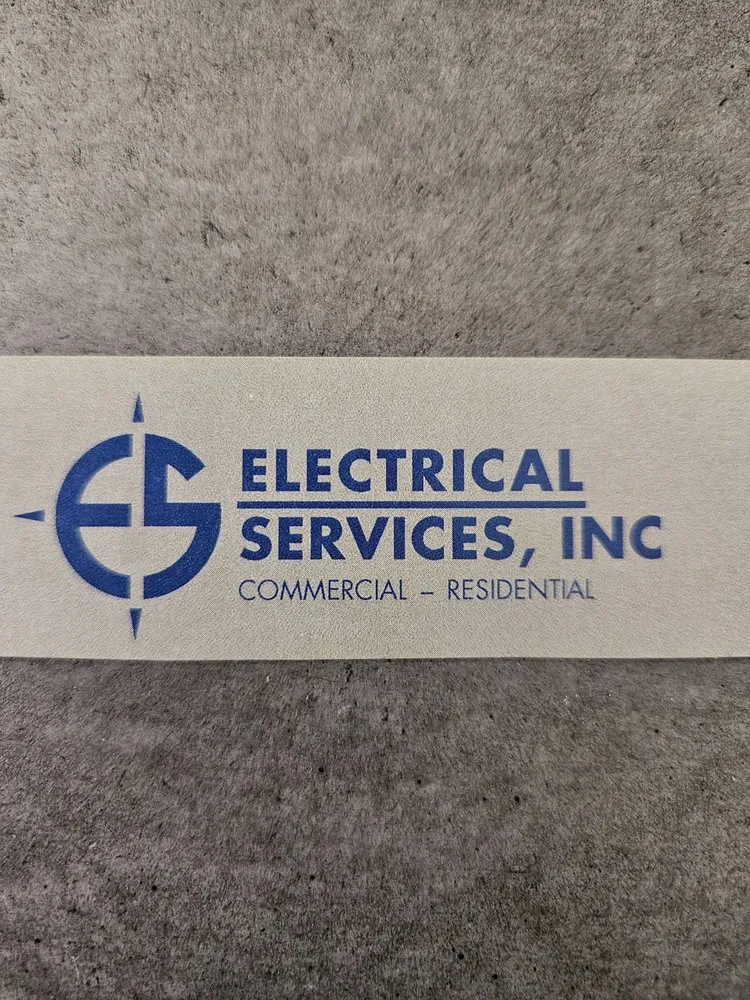 ES
ELECTRICAL
SERVICES, INC
COMMERCIAL – RESIDENTIAL